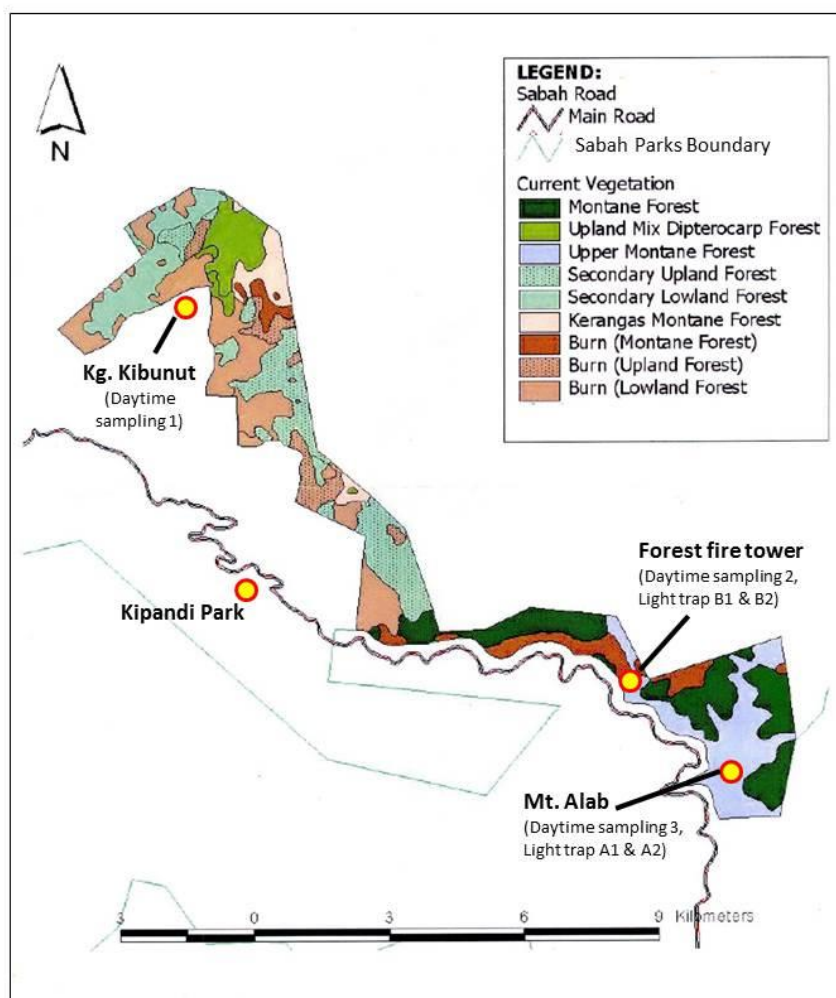 N
LEGEND:
Sabah Road
Main Road
Sabah Parks Boundary
Current Vegetation
Montane Forest
Upland Mix Dipterocarp Forest
Upper Montane Forest
Secondary Upland Forest
Secondary Lowland Forest
Kerangas Montane Forest
Burn (Montane Forest)
Burn (Upland Forest)
Burn (Lowland Forest
Kg. Kibunut
(Daytime
sampling 1)
Kipandi Park
Forest fire tower
(Daytime sampling 2,
Light trap B1 & B2)
Mt. Alab
(Daytime sampling 3,
Light trap A1 & A2)
3 0 3 6 9 Kilometers